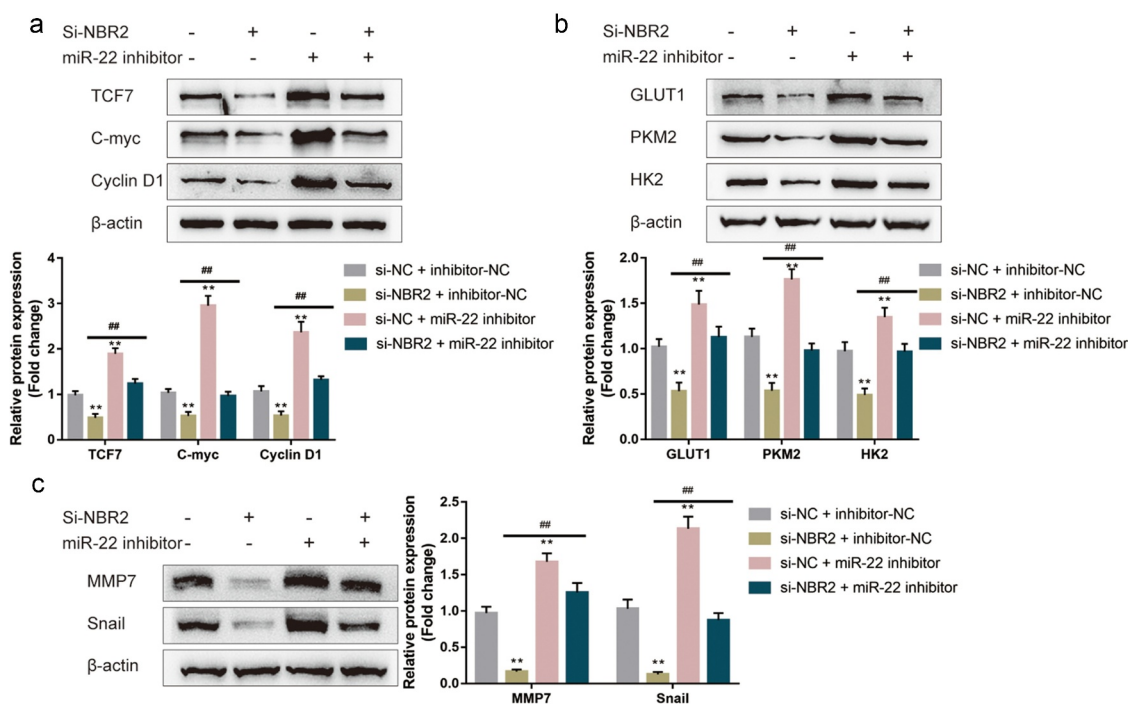 a
Si-NBR2 - + - +
miR-22 inhibitor - - + +
TCF7
C-myc
Cyclin D1
β-actin
Relative protein expression
(Fold change)
4
3
2
1
0
## ** ** ## ** ** ## ** **
TCF7 C-myc Cyclin D1
si-NC + inhibitor-NC
si-NBR2 + inhibitor-NC
si-NC + miR-22 inhibitor
si-NBR2 + miR-22 inhibitor
b
Si-NBR2 - + - +
miR-22 inhibitor - - + +
GLUT1
PKM2
HK2
β-actin
Relative protein expression
(Fold change)
2.0
1.5
1.0
0.5
0.0
## ** ** ## ** ** ## ** **
GLUT1 PKM2 HK2
si-NC + inhibitor-NC
si-NBR2 + inhibitor-NC
si-NC + miR-22 inhibitor
si-NBR2 + miR-22 inhibitor
c
Si-NBR2 - + - +
miR-22 inhibitor - - + +
MMP7
Snail
β-actin
Relative protein expression
(Fold change)
2.5
2.0
1.5
1.0
0.5
0.0
## ** ** ## ** **
MMP7 Snail
si-NC + inhibitor-NC
si-NBR2 + inhibitor-NC
si-NC + miR-22 inhibitor
si-NBR2 + miR-22 inhibitor